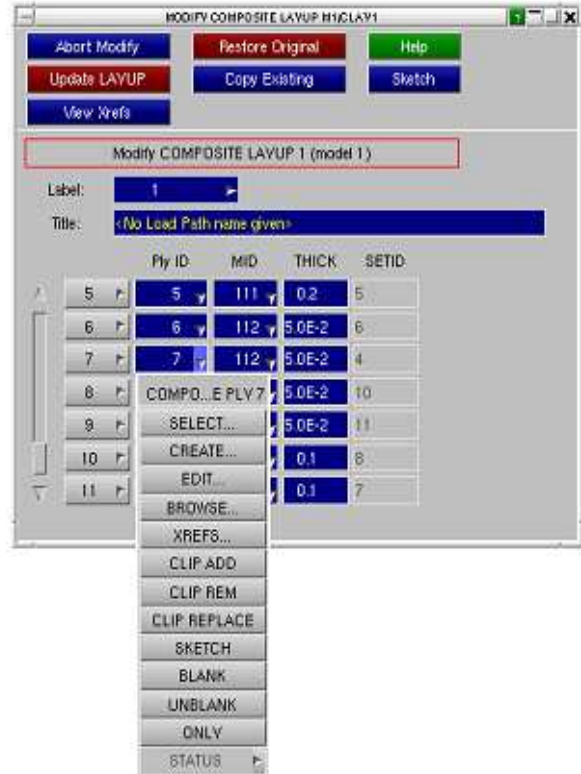 MODIFY COMPOSITE LAYUP M1/CLAY1 ?
Abort Modify Restore Original Help
Update LAYUP Copy Existing Sketch
View Xrefs
Modify COMPOSITE LAYUP 1 (model 1)
Label: 1
Title: <No Load Path name given>
Ply ID MID THICK SETID
5 5 111 0.2 5
6 6 112 5.0E-2 6
7 7 112 5.0E-2 4
8 COMPO...E PLY 7 5.0E-2 10
9 SELECT... 5.0E-2 11
10 CREATE... 0.1 8
11 EDIT... 0.1 7
BROWSE...
XREFS...
CLIP ADD
CLIP REM
CLIP REPLACE
SKETCH
BLANK
UNBLANK
ONLY
STATUS